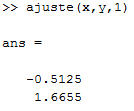 >> ajuste(x,y,1)
ans =
-0.5125
1.6655